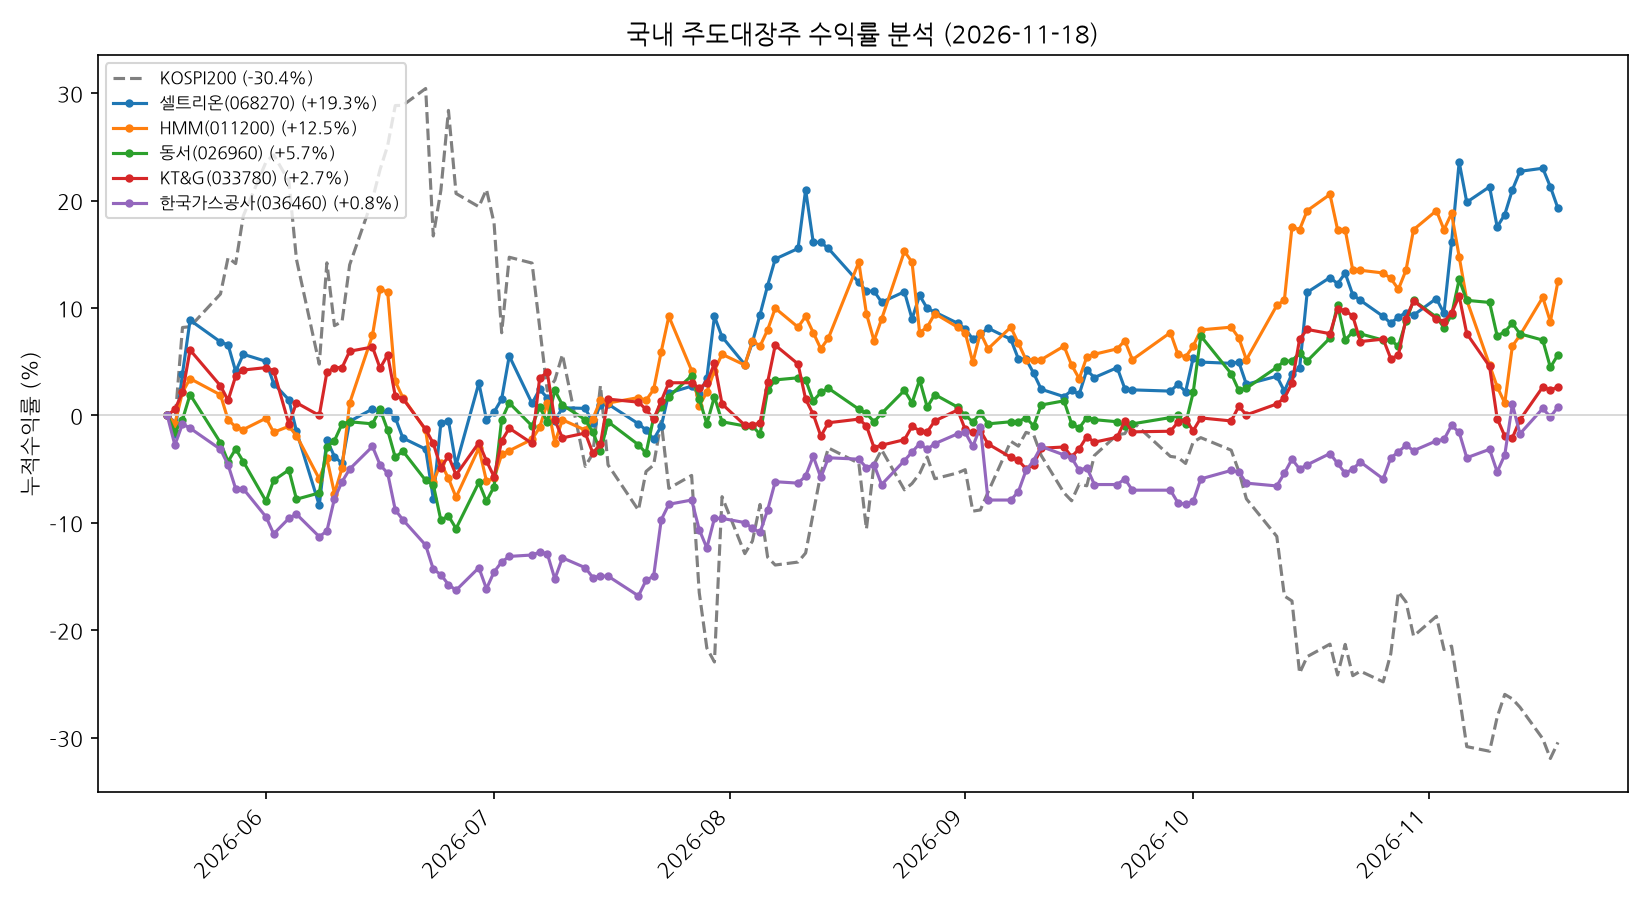 국내 주도대장주 수익률 분석 (2026-11-18)
KOSPI200 (-30.4%)
셀트리온(068270) (+19.3%)
HMM(011200) (+12.5%)
동서(026960) (+5.7%)
KT&G(033780) (+2.7%)
한국가스공사(036460) (+0.8%)
누적수익률 (%)
30
20
10
0
-10
-20
-30
2026-06
2026-07
2026-08
2026-09
2026-10
2026-11